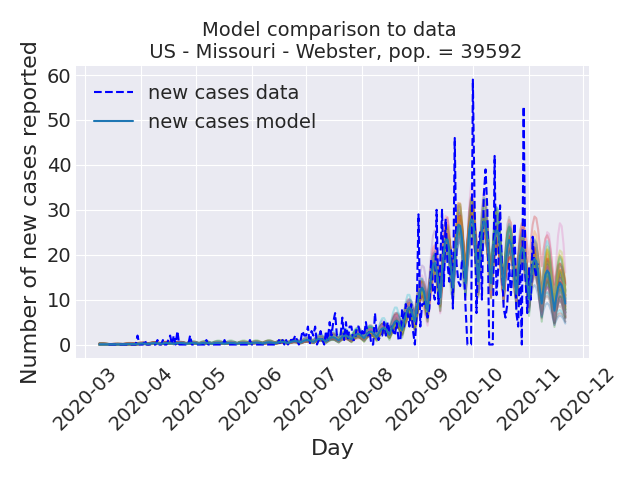 Model comparison to data
US - Missouri - Webster, pop. = 39592
Number of new cases reported
60
50
40
30
20
10
0
new cases data
new cases model
2020-03
2020-04
2020-05
2020-06
2020-07
2020-08
2020-09
2020-10
2020-11
2020-12
Day